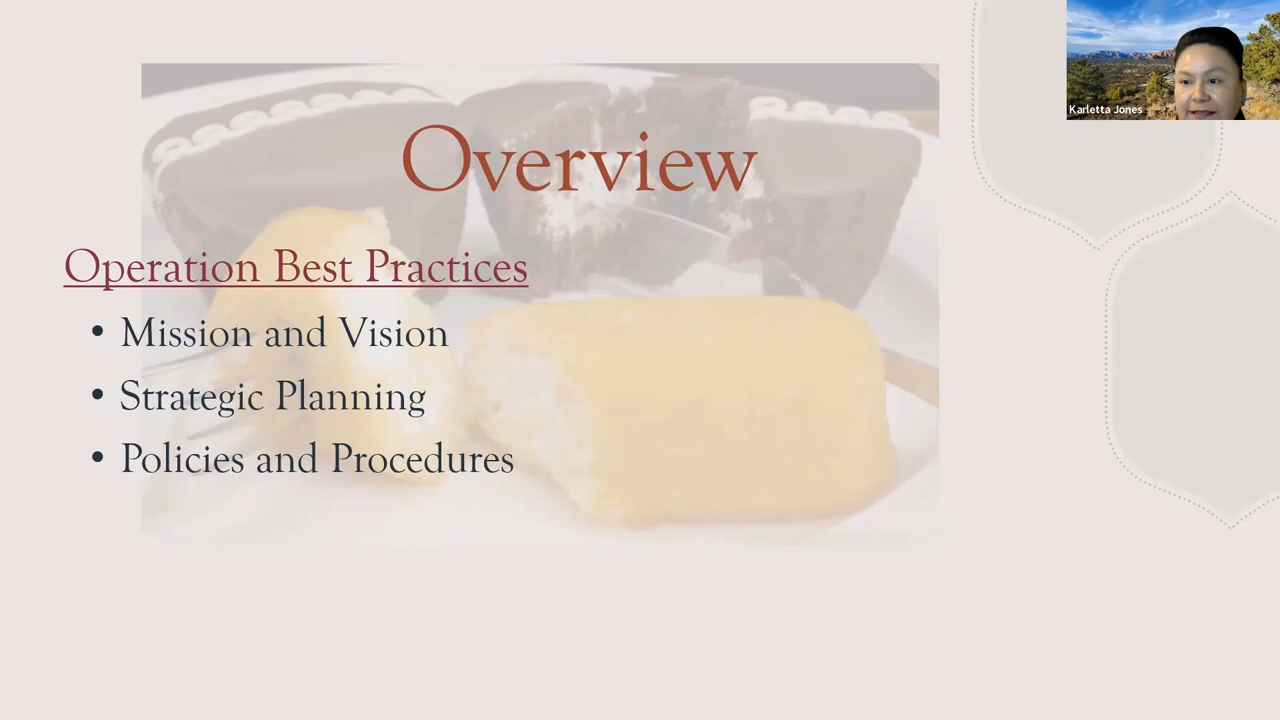 Karletta Jones
Overview
Operation Best Practices
• Mission and Vision
• Strategic Planning
• Policies and Procedures